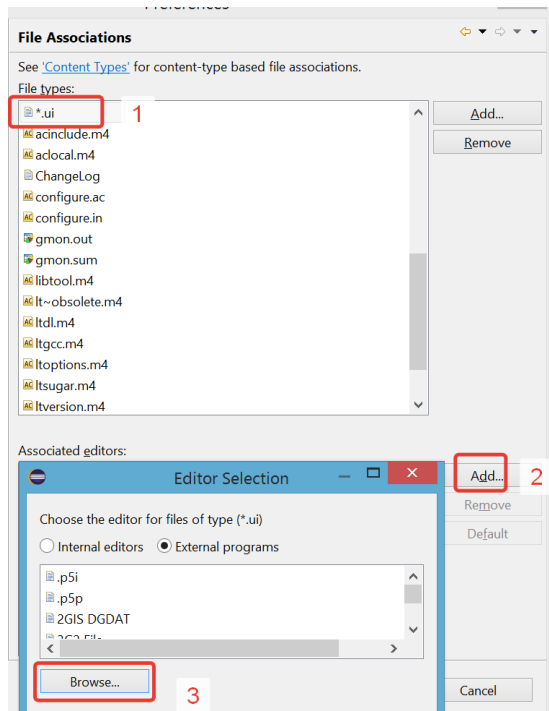 Preferences
File Associations
See 'Content Types' for content-type based file associations.
File types:
*.ui
1
Add...
acinclude.m4
Remove
aclocal.m4
ChangeLog
configure.ac
configure.in
gmon.out
gmon.sum
libtool.m4
lt~obsolete.m4
ltdl.m4
ltgcc.m4
ltoptions.m4
ltsugar.m4
ltversion.m4
Associated editors:
Editor Selection
Add...
2
Choose the editor for files of type (*.ui)
Remove
Internal editors
External programs
Default
.p5i
.p5p
2GIS DGDAT
Browse...
3
Cancel